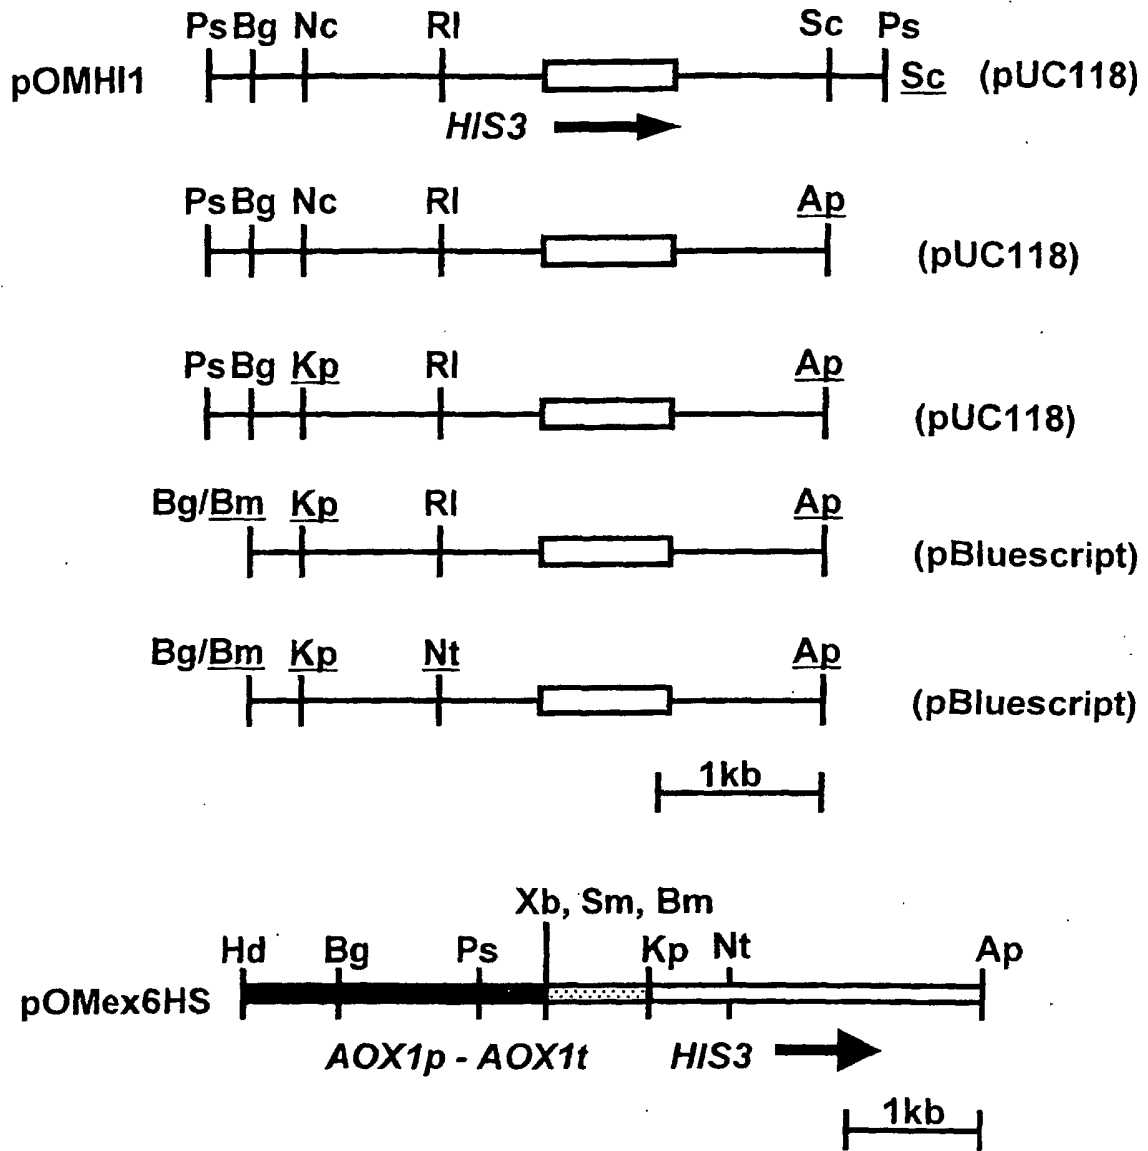 Ps Bg Nc RI Sc Ps
pOMHI1 Sc (pUC118)
HIS3
Ps Bg Nc RI Ap
(pUC118)
Ps Bg Kp RI Ap
(pUC118)
Bg/Bm Kp RI Ap
(pBluescript)
Bg/Bm Kp Nt Ap
(pBluescript)
1kb
Xb, Sm, Bm
Hd Bg Ps Kp Nt Ap
pOMex6HS
AOX1p - AOX1t HIS3
1kb